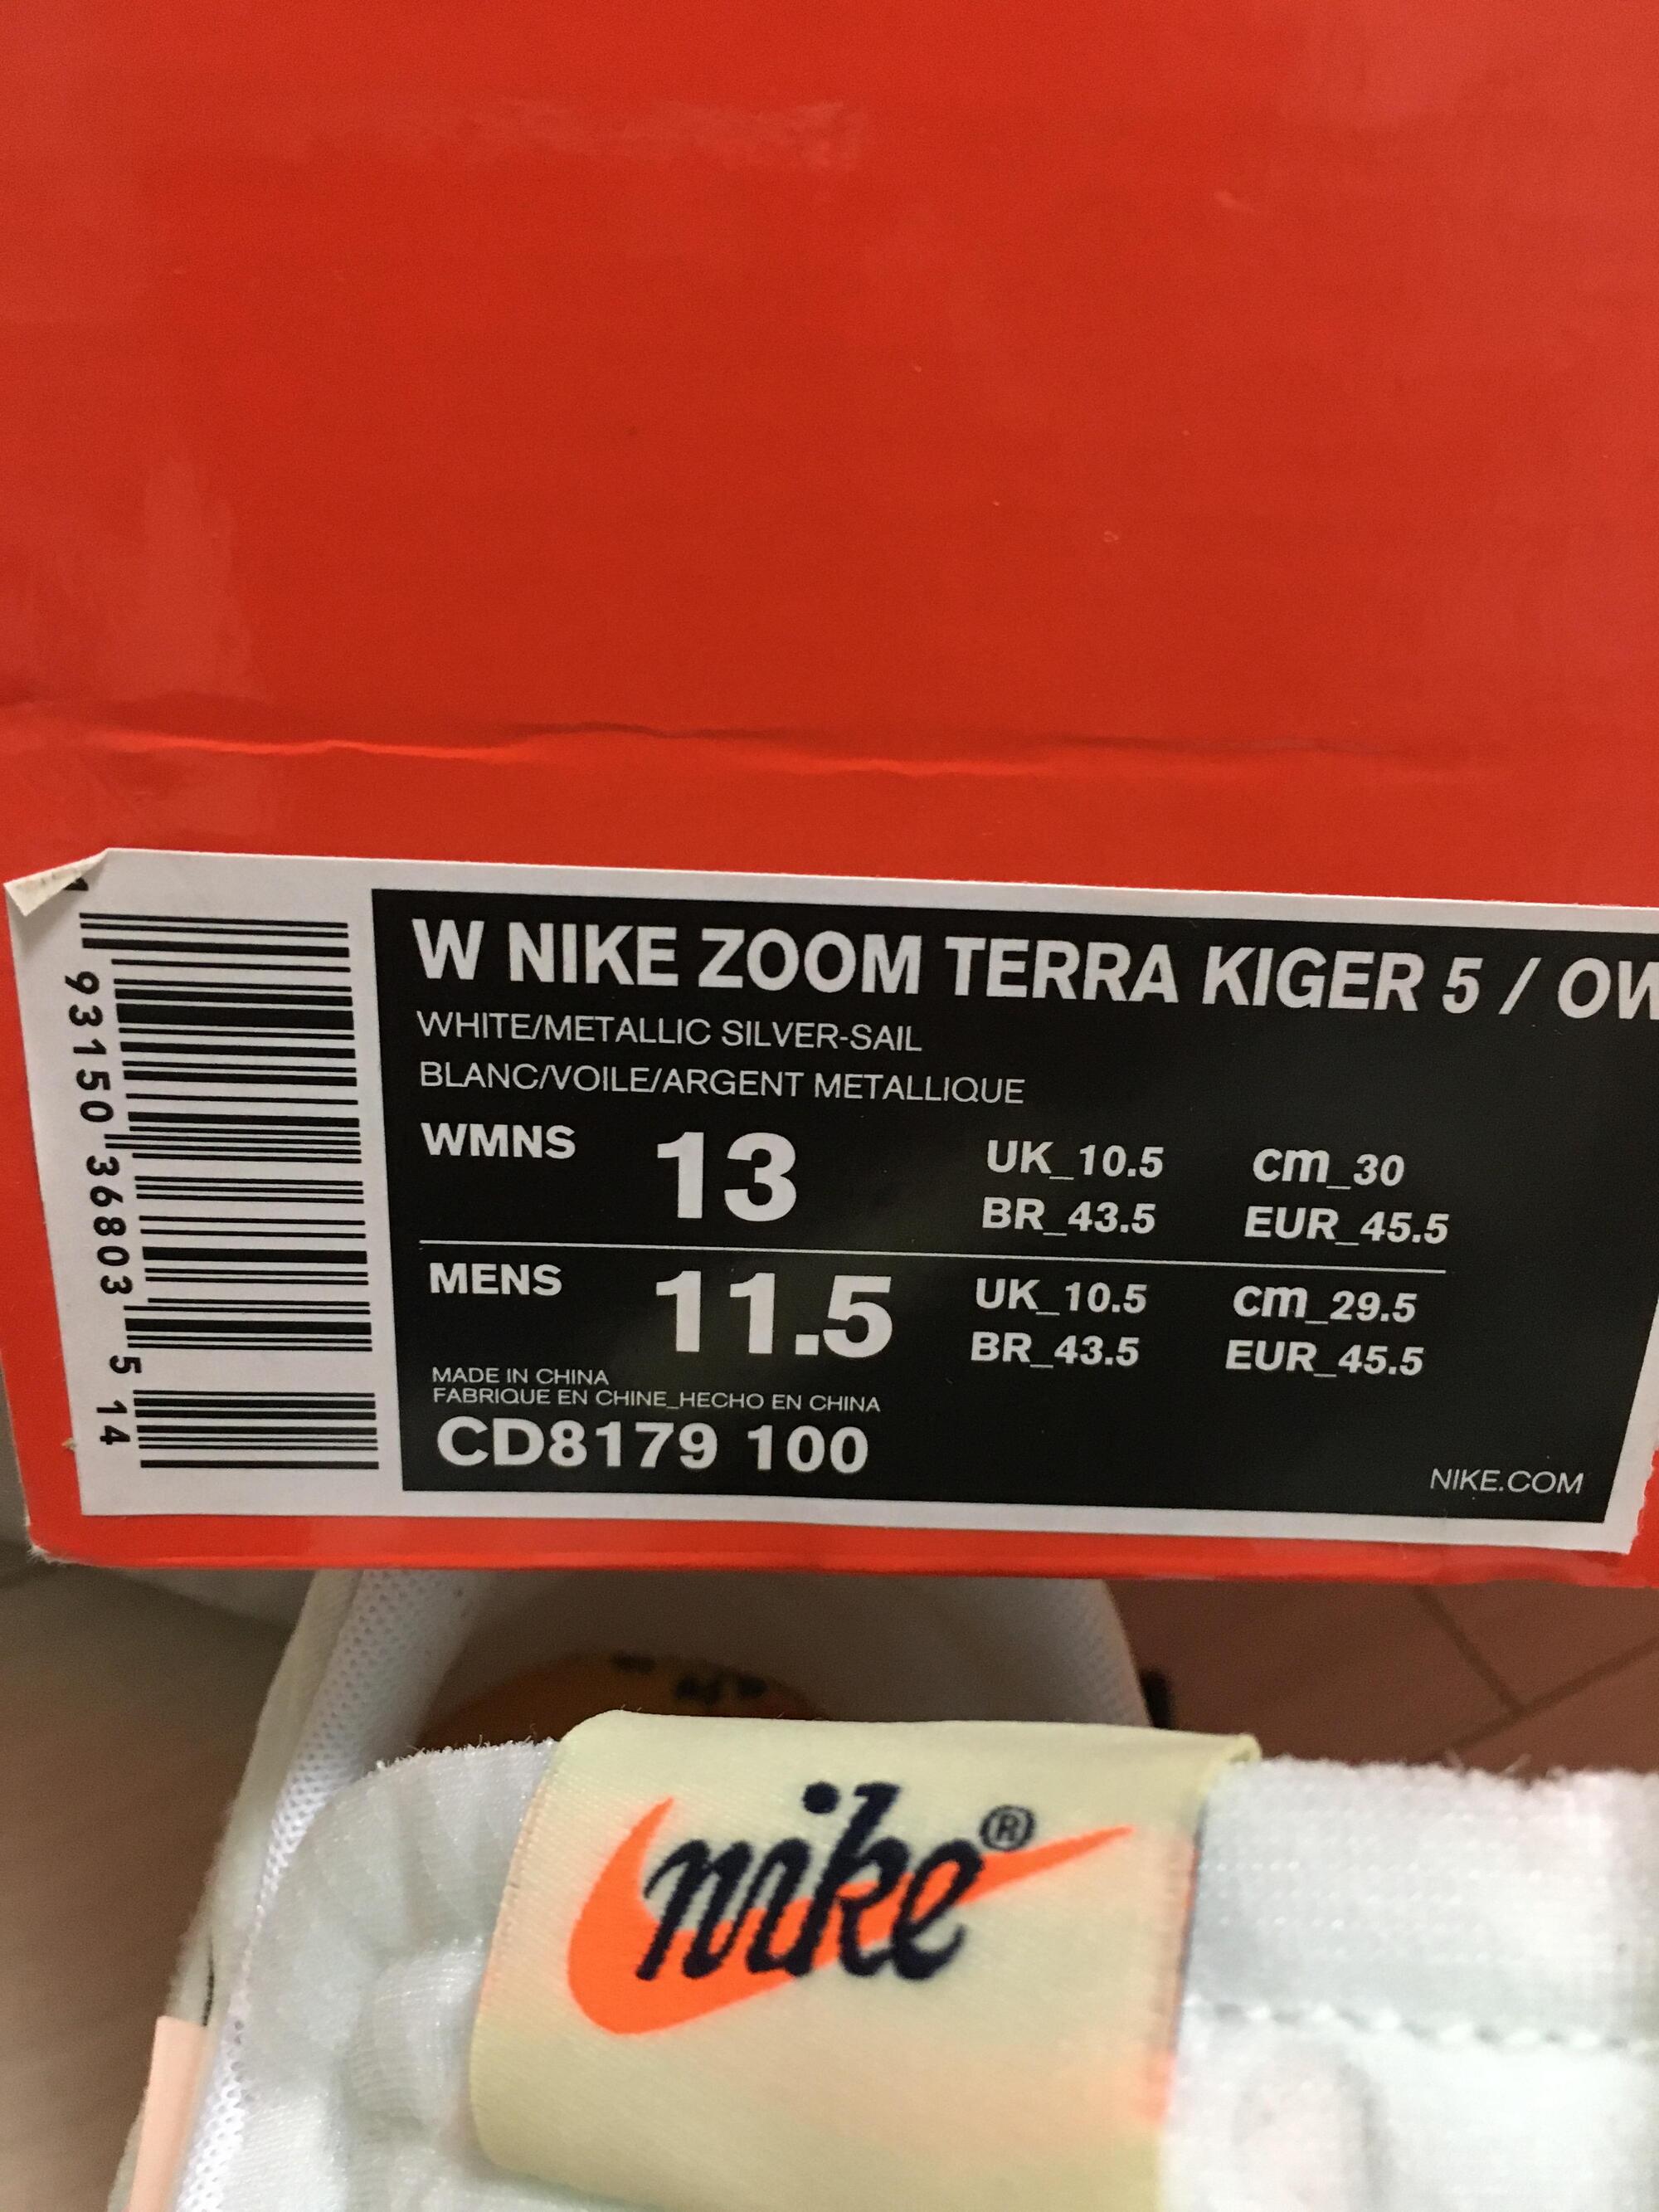 W NIKE ZOOM TERRA KIGER 5 / OW
WHITE/METALLIC SILVER-SAIL
BLANC/VOILE/ARGENT METALLIQUE
WMNS 13 UK_10.5 cm_30
BR_43.5 EUR_45.5
MENS 11.5 UK_10.5 cm_29.5
BR_43.5 EUR_45.5
MADE IN CHINA
FABRIQUE EN CHINE_HECHO EN CHINA
CD8179 100
NIKE.COM
1 93150 36803 5 14
nike®